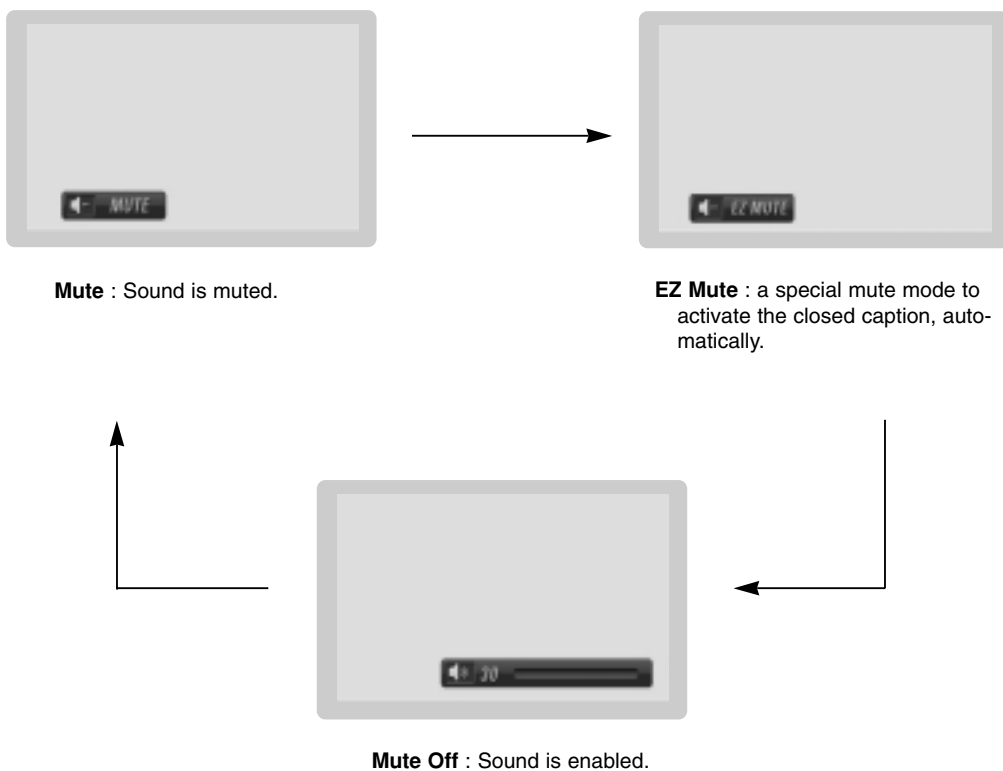 MUTE
EZ MUTE
Mute : Sound is muted.
EZ Mute : a special mute mode to
activate the closed caption, auto-
matically.
30
Mute Off : Sound is enabled.